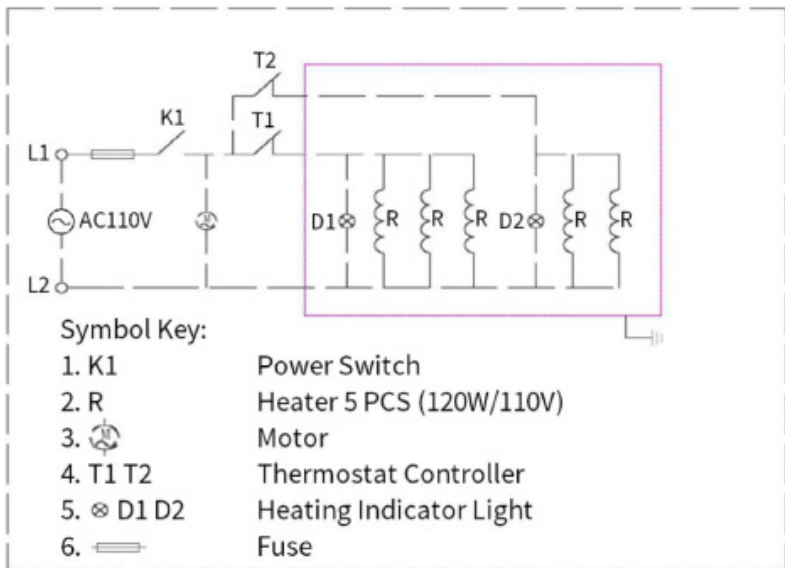 T2
K1
T1
L1
AC110V
M
D1
R
R
R
D2
R
R
L2
Symbol Key:
1. K1 Power Switch
2. R Heater 5 PCS (120W/110V)
3. M Motor
4. T1 T2 Thermostat Controller
5. D1 D2 Heating Indicator Light
6. Fuse